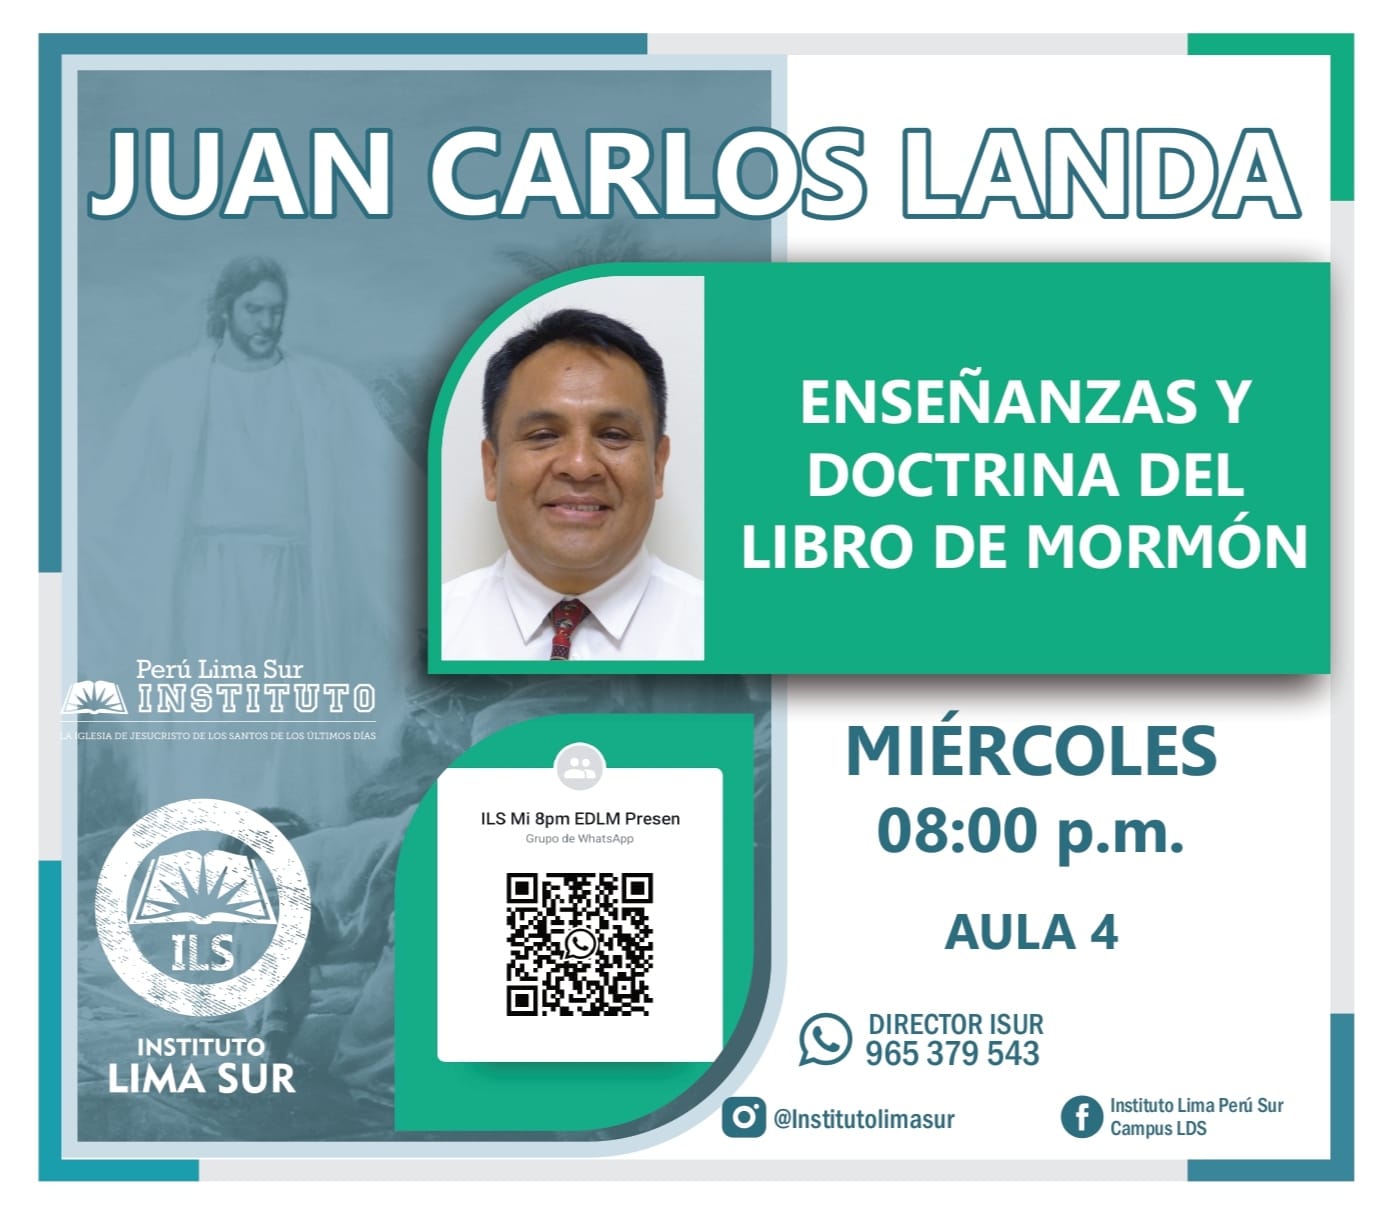 JUAN CARLOS LANDA
ENSEÑANZAS Y
DOCTRINA DEL
LIBRO DE MORMÓN
Perú Lima Sur
INSTITUTO
LA IGLESIA DE JESUCRISTO DE LOS SANTOS DE LOS ÚLTIMOS DÍAS
ILS
INSTITUTO
LIMA SUR
ILS Mi 8pm EDLM Presen
Grupo de WhatsApp
MIÉRCOLES
08:00 p.m.
AULA 4
DIRECTOR ISUR
965 379 543
@Institutolimasur
Instituto Lima Perú Sur
Campus LDS